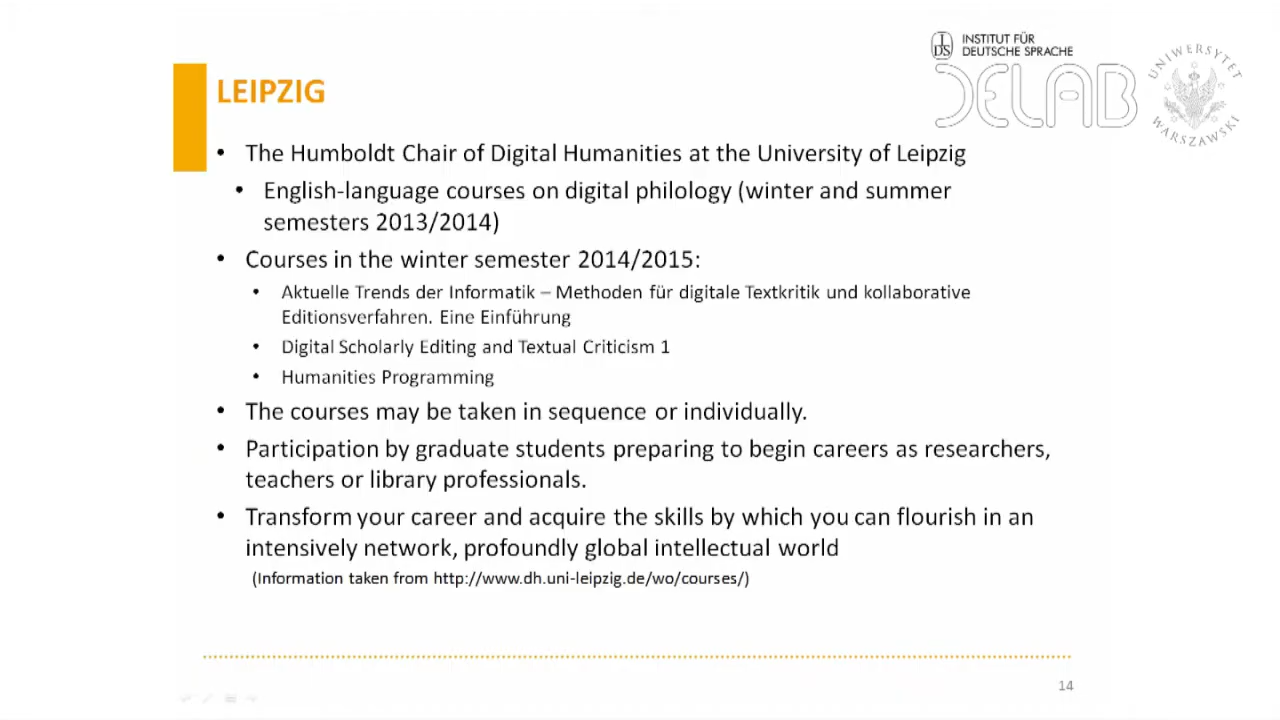 INSTITUT FÜR
DEUTSCHE SPRACHE
IDS
DELAB
UNIWERSYTET
WARSZAWSKI
LEIPZIG
• The Humboldt Chair of Digital Humanities at the University of Leipzig
• English-language courses on digital philology (winter and summer
semesters 2013/2014)
• Courses in the winter semester 2014/2015:
• Aktuelle Trends der Informatik – Methoden für digitale Textkritik und kollaborative
Editionsverfahren. Eine Einführung
• Digital Scholarly Editing and Textual Criticism 1
• Humanities Programming
• The courses may be taken in sequence or individually.
• Participation by graduate students preparing to begin careers as researchers,
teachers or library professionals.
• Transform your career and acquire the skills by which you can flourish in an
intensively network, profoundly global intellectual world
(Information taken from http://www.dh.uni-leipzig.de/wo/courses/)
14